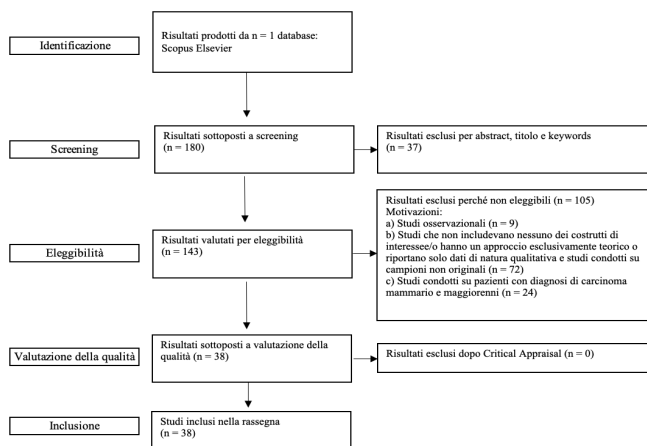 Identificazione
Risultati prodotti da n = 1 database:
Scopus Elsevier
Screening
Risultati sottoposti a screening
(n = 180)
Risultati esclusi per abstract, titolo e keywords
(n = 37)
Eleggibilità
Risultati valutati per eleggibilità
(n = 143)
Risultati esclusi perché non eleggibili (n = 105)
Motivazioni:
a) Studi osservazionali (n = 9)
b) Studi che non includevano nessuno dei costrutti di
interessee/o hanno un approccio esclusivamente teorico o
riportano solo dati di natura qualitativa e studi condotti su
campioni non originali (n = 72)
c) Studi condotti su pazienti con diagnosi di carcinoma
mammario e maggiorenni (n = 24)
Valutazione della qualità
Risultati sottoposti a valutazione della
qualità (n = 38)
Risultati esclusi dopo Critical Appraisal (n = 0)
Inclusione
Studi inclusi nella rassegna
(n = 38)